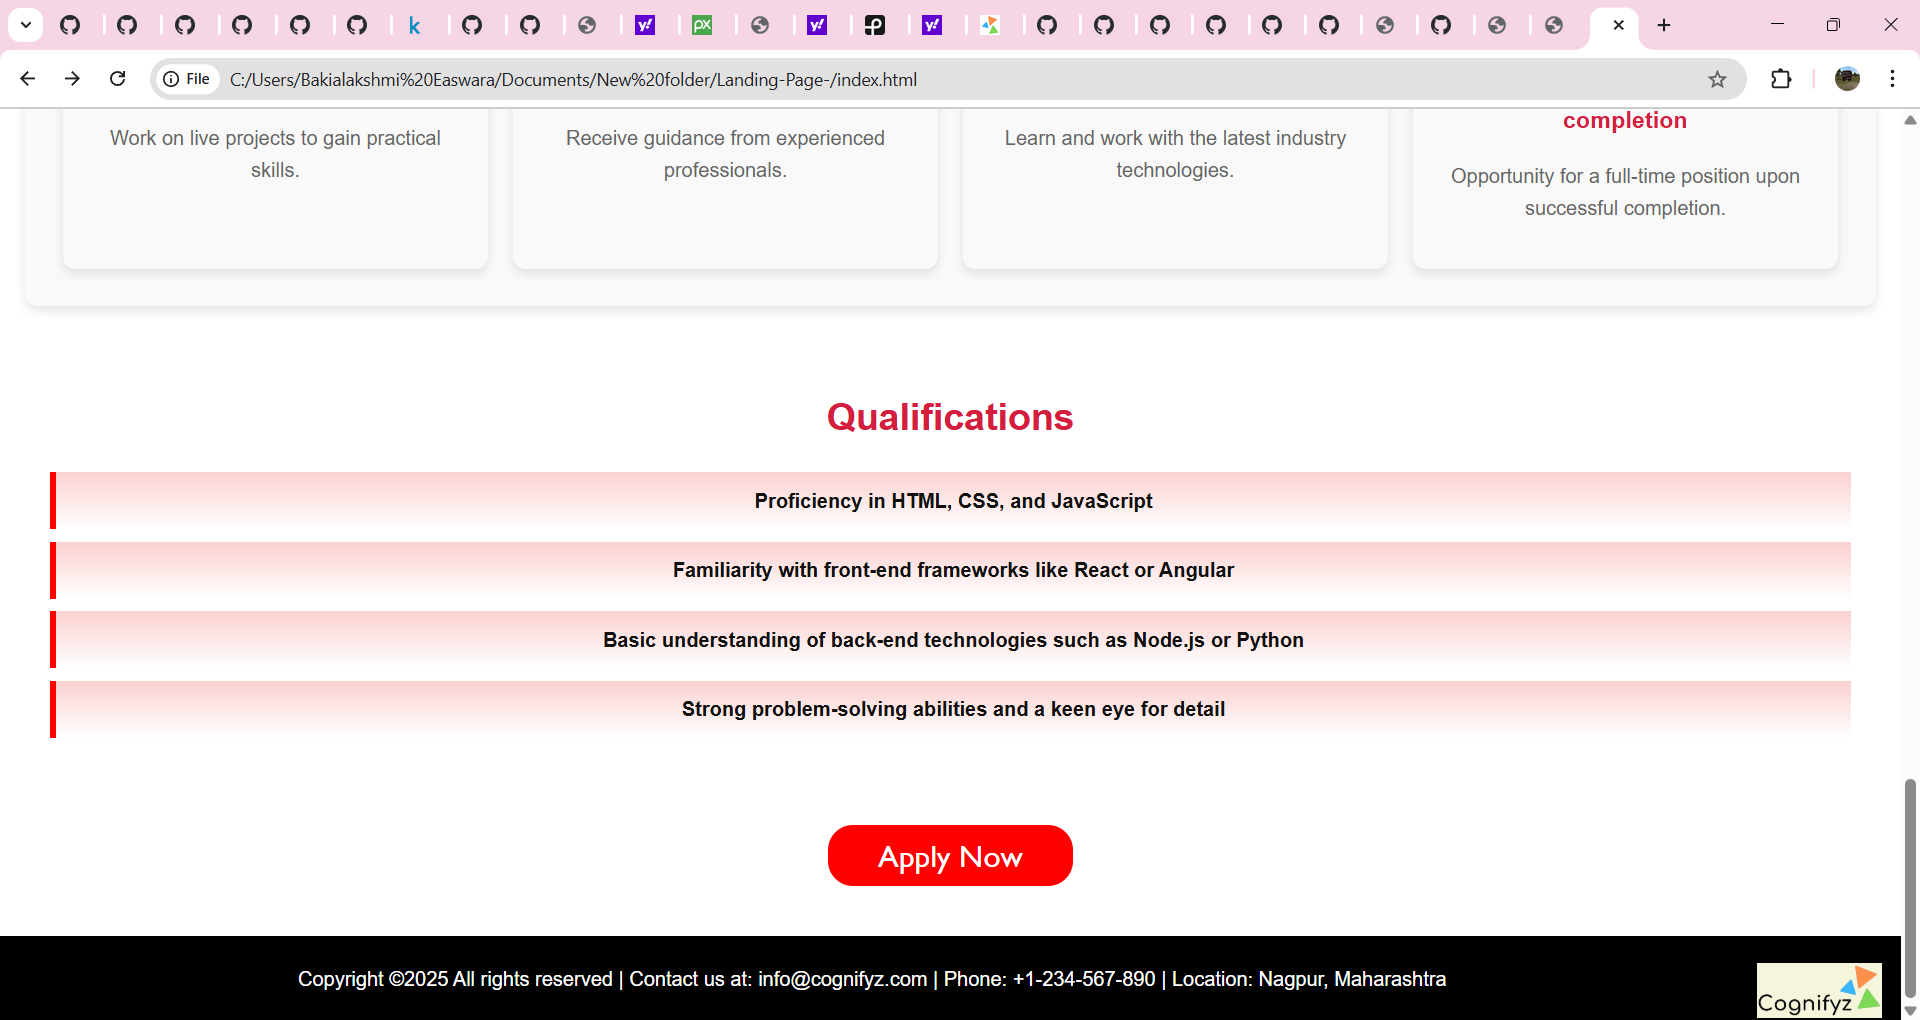 File
C:/Users/Bakialakshmi%20Easwara/Documents/New%20folder/Landing-Page-/index.html
Work on live projects to gain practical
skills.
Receive guidance from experienced
professionals.
Learn and work with the latest industry
technologies.
completion
Opportunity for a full-time position upon
successful completion.
Qualifications
Proficiency in HTML, CSS, and JavaScript
Familiarity with front-end frameworks like React or Angular
Basic understanding of back-end technologies such as Node.js or Python
Strong problem-solving abilities and a keen eye for detail
Apply Now
Copyright ©2025 All rights reserved | Contact us at: info@cognifyz.com | Phone: +1-234-567-890 | Location: Nagpur, Maharashtra
Cognifyz